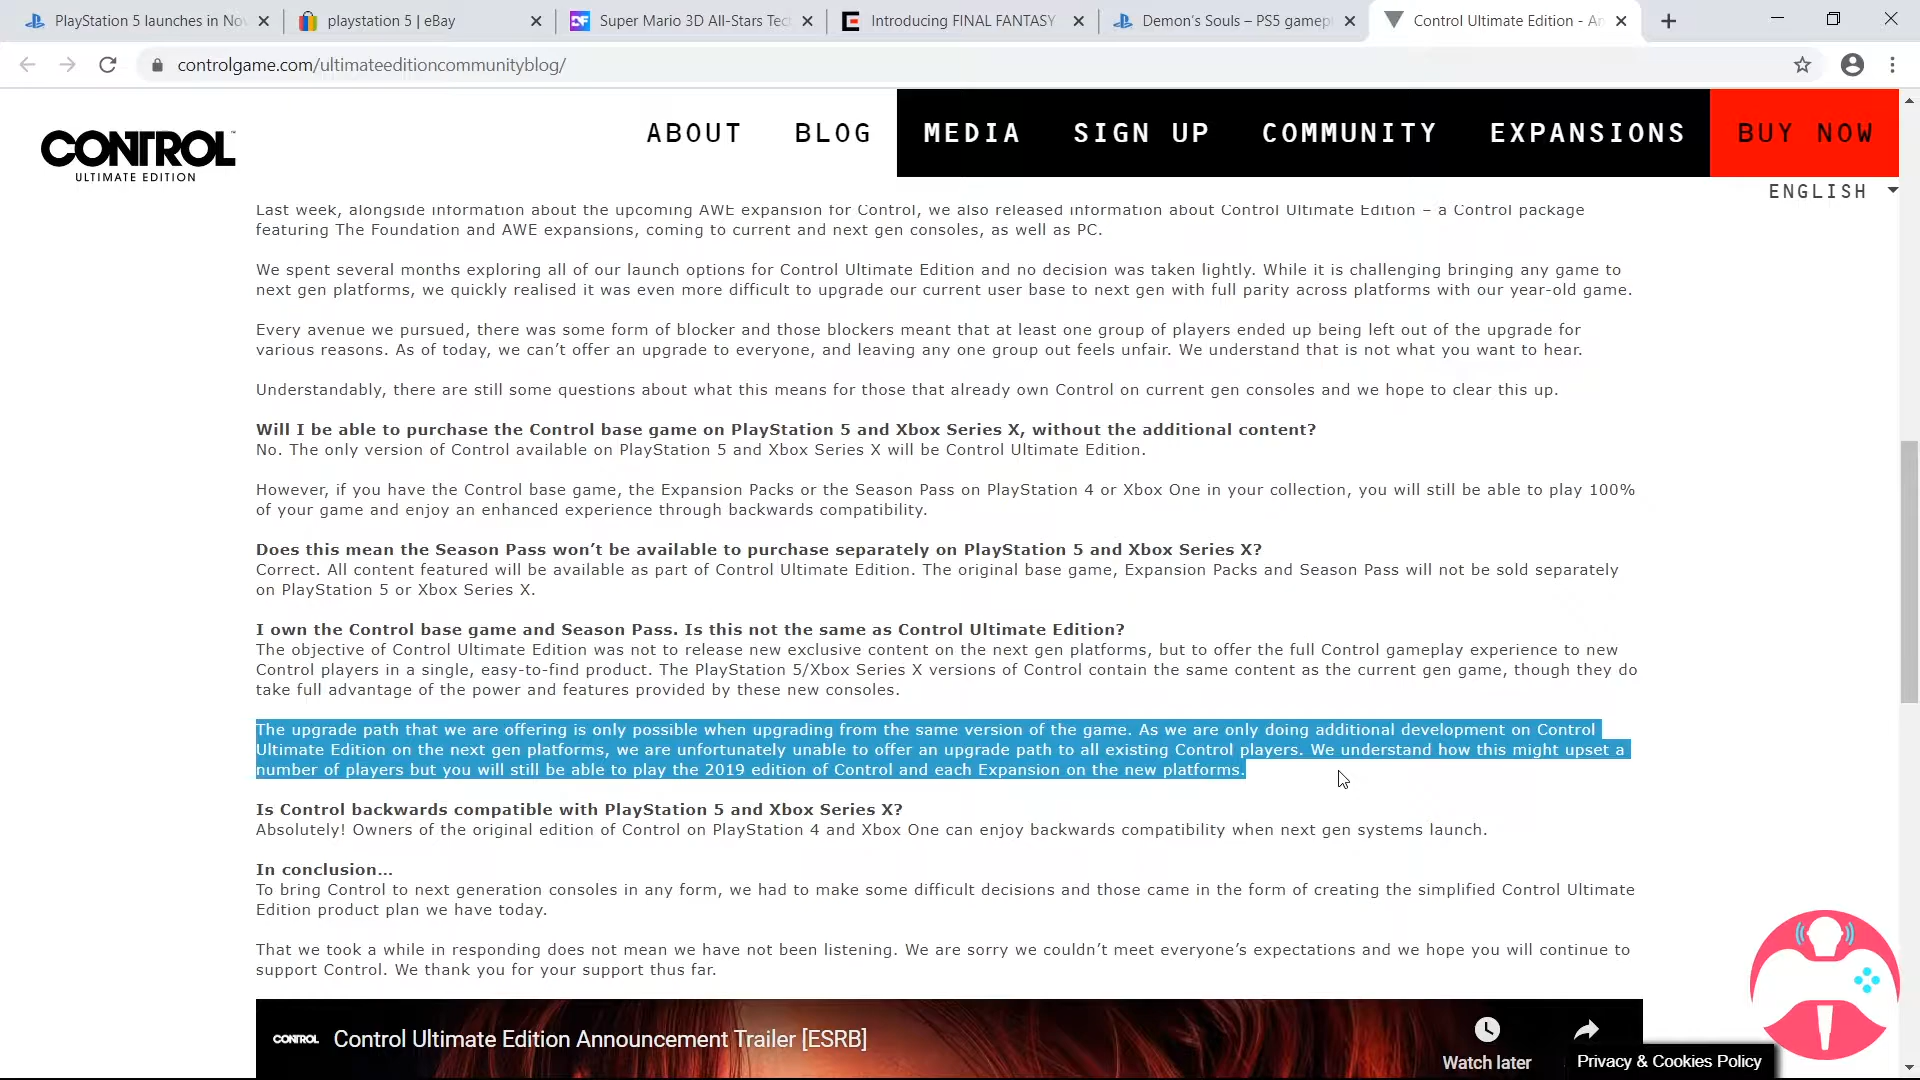 PlayStation 5 launches in Nov
playstation 5 | eBay
Super Mario 3D All-Stars Tec
Introducing FINAL FANTASY
Demon's Souls – PS5 gamep
Control Ultimate Edition - An
controlgame.com/ultimateeditioncommunityblog/
CONTROL
ULTIMATE EDITION
ABOUT BLOG MEDIA SIGN UP COMMUNITY EXPANSIONS BUY NOW
ENGLISH
Last week, alongside information about the upcoming AWE expansion for Control, we also released information about Control Ultimate Edition – a Control package
featuring The Foundation and AWE expansions, coming to current and next gen consoles, as well as PC.
We spent several months exploring all of our launch options for Control Ultimate Edition and no decision was taken lightly. While it is challenging bringing any game to
next gen platforms, we quickly realised it was even more difficult to upgrade our current user base to next gen with full parity across platforms with our year-old game.
Every avenue we pursued, there was some form of blocker and those blockers meant that at least one group of players ended up being left out of the upgrade for
various reasons. As of today, we can’t offer an upgrade to everyone, and leaving any one group out feels unfair. We understand that is not what you want to hear.
Understandably, there are still some questions about what this means for those that already own Control on current gen consoles and we hope to clear this up.
Will I be able to purchase the Control base game on PlayStation 5 and Xbox Series X, without the additional content?
No. The only version of Control available on PlayStation 5 and Xbox Series X will be Control Ultimate Edition.
However, if you have the Control base game, the Expansion Packs or the Season Pass on PlayStation 4 or Xbox One in your collection, you will still be able to play 100%
of your game and enjoy an enhanced experience through backwards compatibility.
Does this mean the Season Pass won’t be available to purchase separately on PlayStation 5 and Xbox Series X?
Correct. All content featured will be available as part of Control Ultimate Edition. The original base game, Expansion Packs and Season Pass will not be sold separately
on PlayStation 5 or Xbox Series X.
I own the Control base game and Season Pass. Is this not the same as Control Ultimate Edition?
The objective of Control Ultimate Edition was not to release new exclusive content on the next gen platforms, but to offer the full Control gameplay experience to new
Control players in a single, easy-to-find product. The PlayStation 5/Xbox Series X versions of Control contain the same content as the current gen game, though they do
take full advantage of the power and features provided by these new consoles.
The upgrade path that we are offering is only possible when upgrading from the same version of the game. As we are only doing additional development on Control
Ultimate Edition on the next gen platforms, we are unfortunately unable to offer an upgrade path to all existing Control players. We understand how this might upset a
number of players but you will still be able to play the 2019 edition of Control and each Expansion on the new platforms.
Is Control backwards compatible with PlayStation 5 and Xbox Series X?
Absolutely! Owners of the original edition of Control on PlayStation 4 and Xbox One can enjoy backwards compatibility when next gen systems launch.
In conclusion…
To bring Control to next generation consoles in any form, we had to make some difficult decisions and those came in the form of creating the simplified Control Ultimate
Edition product plan we have today.
That we took a while in responding does not mean we have not been listening. We are sorry we couldn’t meet everyone’s expectations and we hope you will continue to
support Control. We thank you for your support thus far.
CONTROL Control Ultimate Edition Announcement Trailer [ESRB]
Watch later
Privacy & Cookies Policy